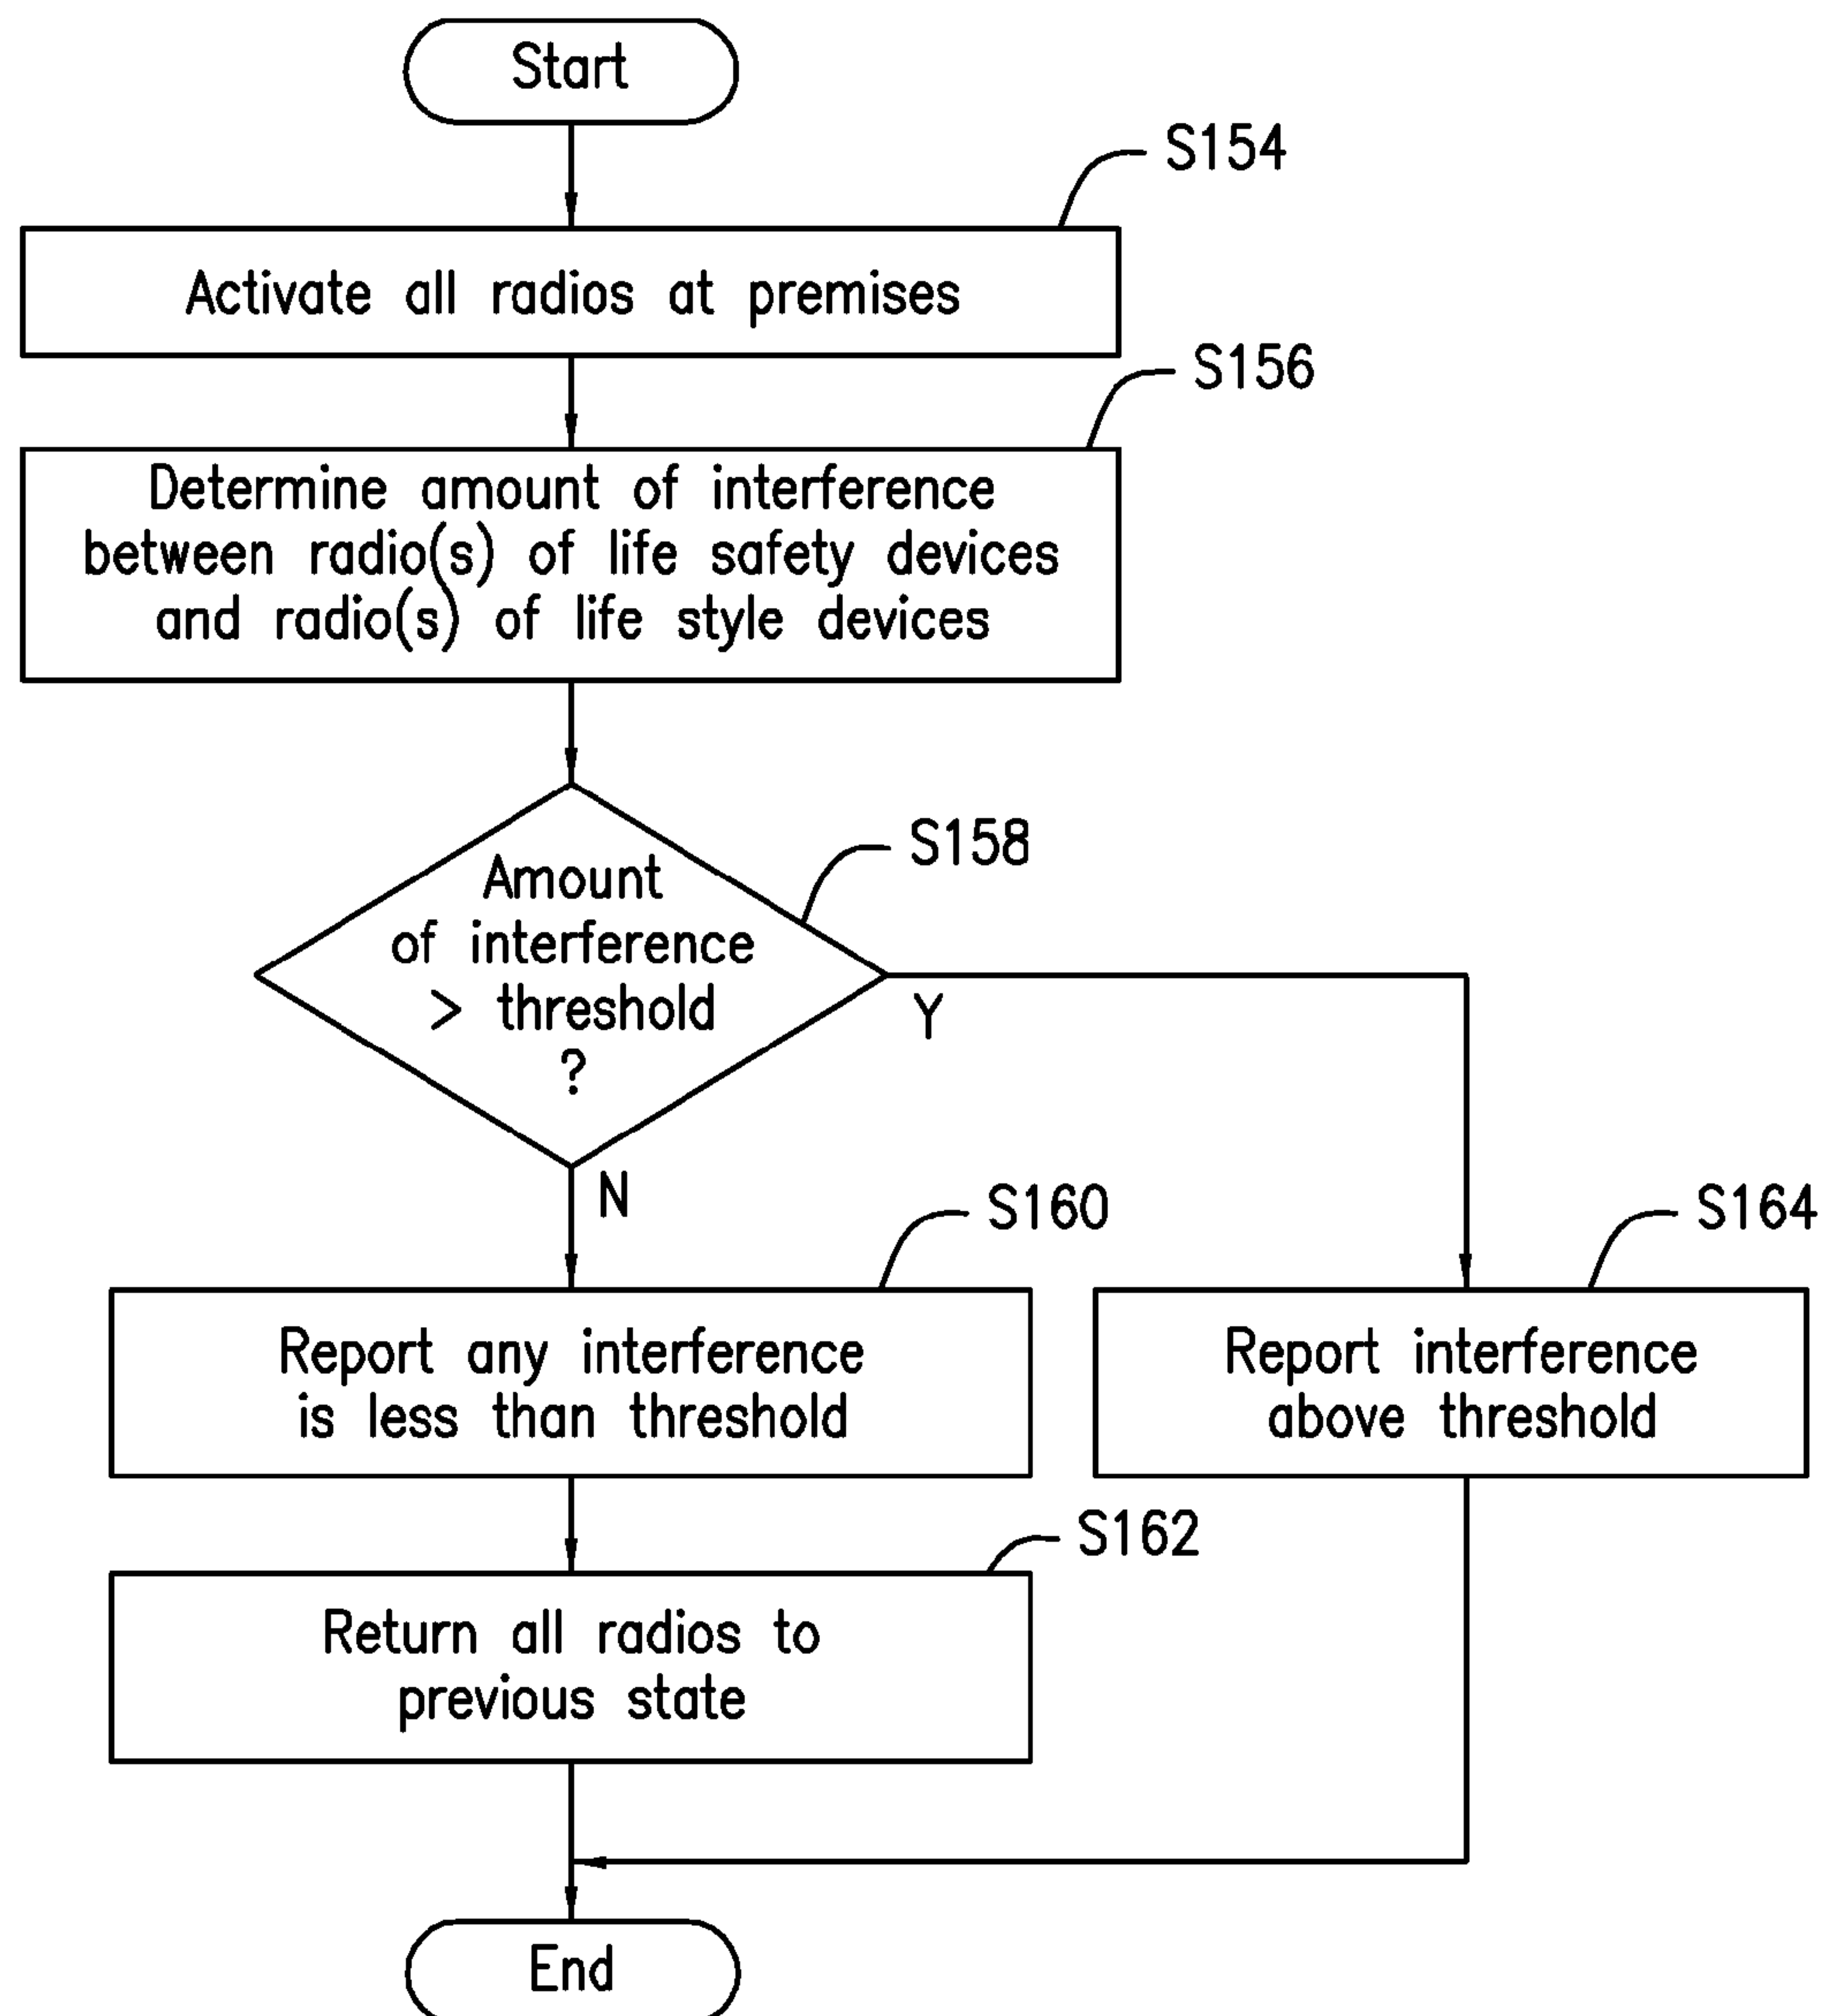 Start
S154
Activate all radios at premises
S156
Determine amount of interference
between radio(s) of life safety devices
and radio(s) of life style devices
S158
Amount
of interference
> threshold
?
Y
N
S160
Report any interference
is less than threshold
S164
Report interference
above threshold
S162
Return all radios to
previous state
End